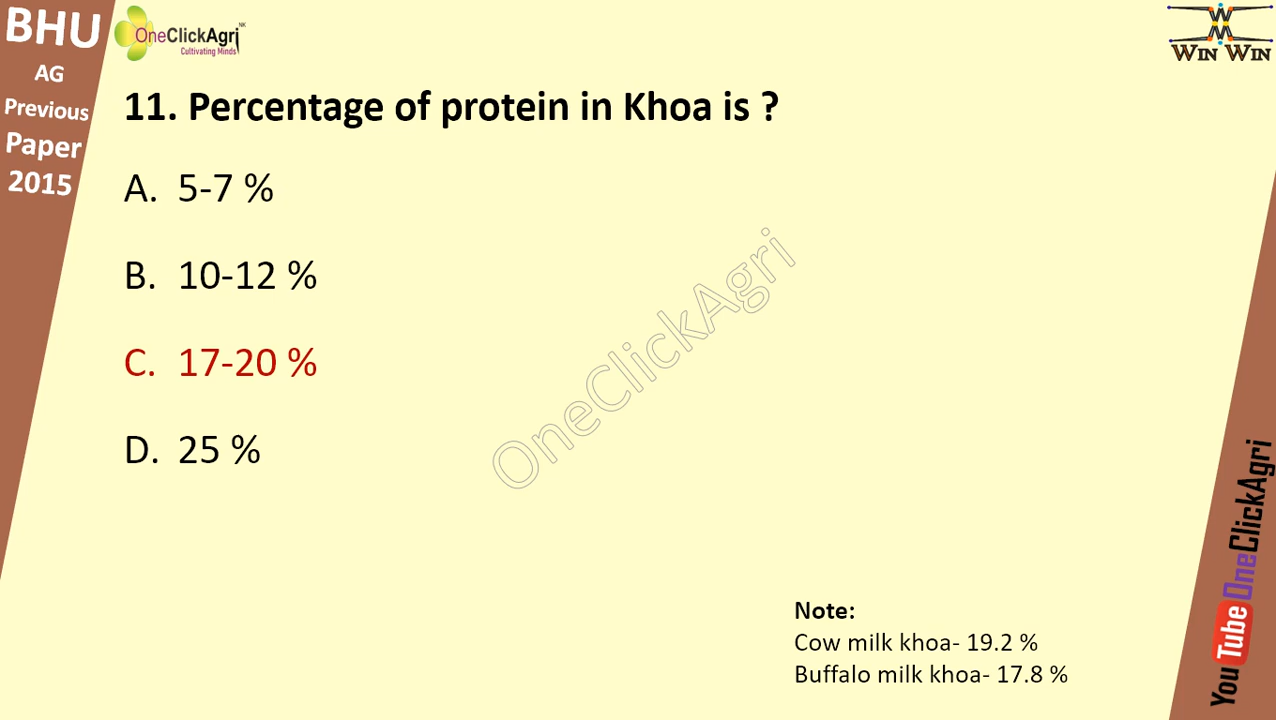 BHU
AG
Previous
Paper
2015
OneClickAgri NK
Cultivating Minds
WIN WIN
11. Percentage of protein in Khoa is ?
A. 5-7 %
B. 10-12 %
C. 17-20 %
D. 25 %
OneClickAgri
Note:
Cow milk khoa- 19.2 %
Buffalo milk khoa- 17.8 %
YouTube OneClickAgri